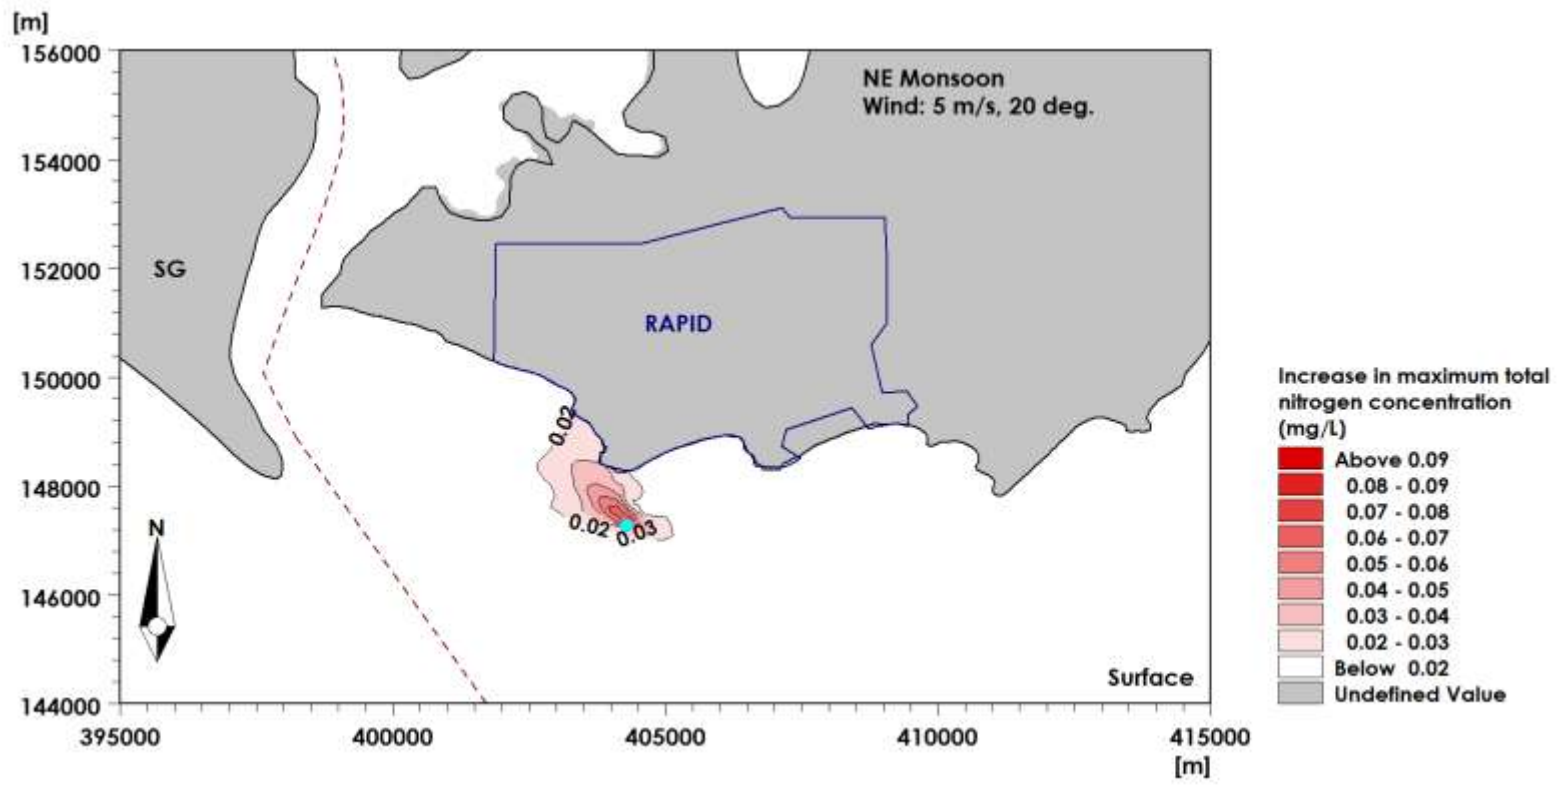 [m]
156000
154000
152000
150000
148000
146000
144000
395000
400000
405000
410000
415000
[m]
NE Monsoon
Wind: 5 m/s, 20 deg.
SG
RAPID
0.02
0.02
0.03
N
Surface
Increase in maximum total
nitrogen concentration
(mg/L)
Above 0.09
0.08 - 0.09
0.07 - 0.08
0.06 - 0.07
0.05 - 0.06
0.04 - 0.05
0.03 - 0.04
0.02 - 0.03
Below 0.02
Undefined Value